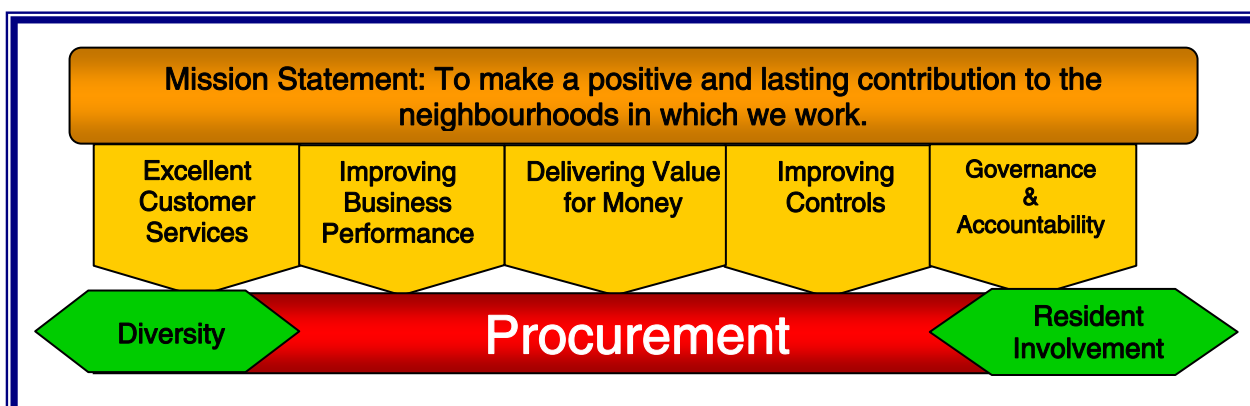 Mission Statement: To make a positive and lasting contribution to the
neighbourhoods in which we work.
Excellent
Customer
Services
Improving
Business
Performance
Delivering Value
for Money
Improving
Controls
Governance
&
Accountability
Diversity
Procurement
Resident
Involvement